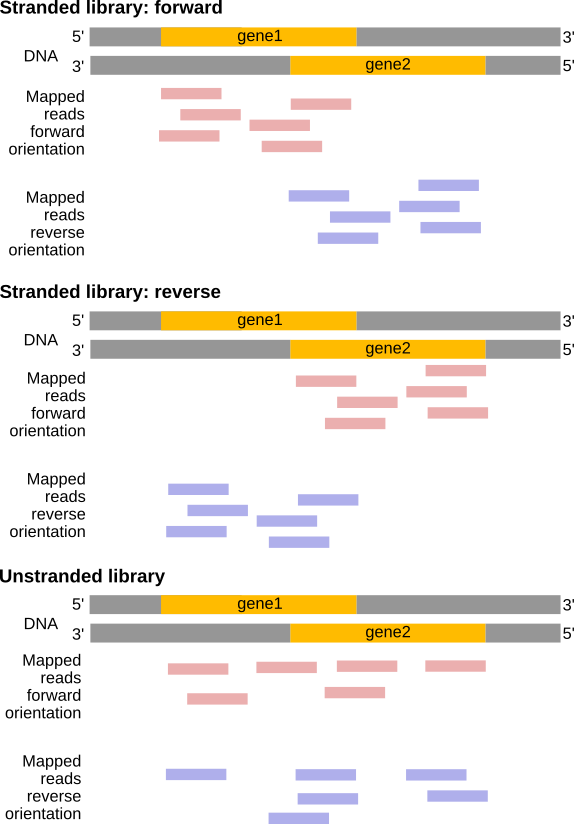 Stranded library: forward
5' gene1 3'
DNA
3' gene2 5'
Mapped
reads
forward
orientation
Mapped
reads
reverse
orientation
Stranded library: reverse
5' gene1 3'
DNA
3' gene2 5'
Mapped
reads
forward
orientation
Mapped
reads
reverse
orientation
Unstranded library
5' gene1 3'
DNA
3' gene2 5'
Mapped
reads
forward
orientation
Mapped
reads
reverse
orientation